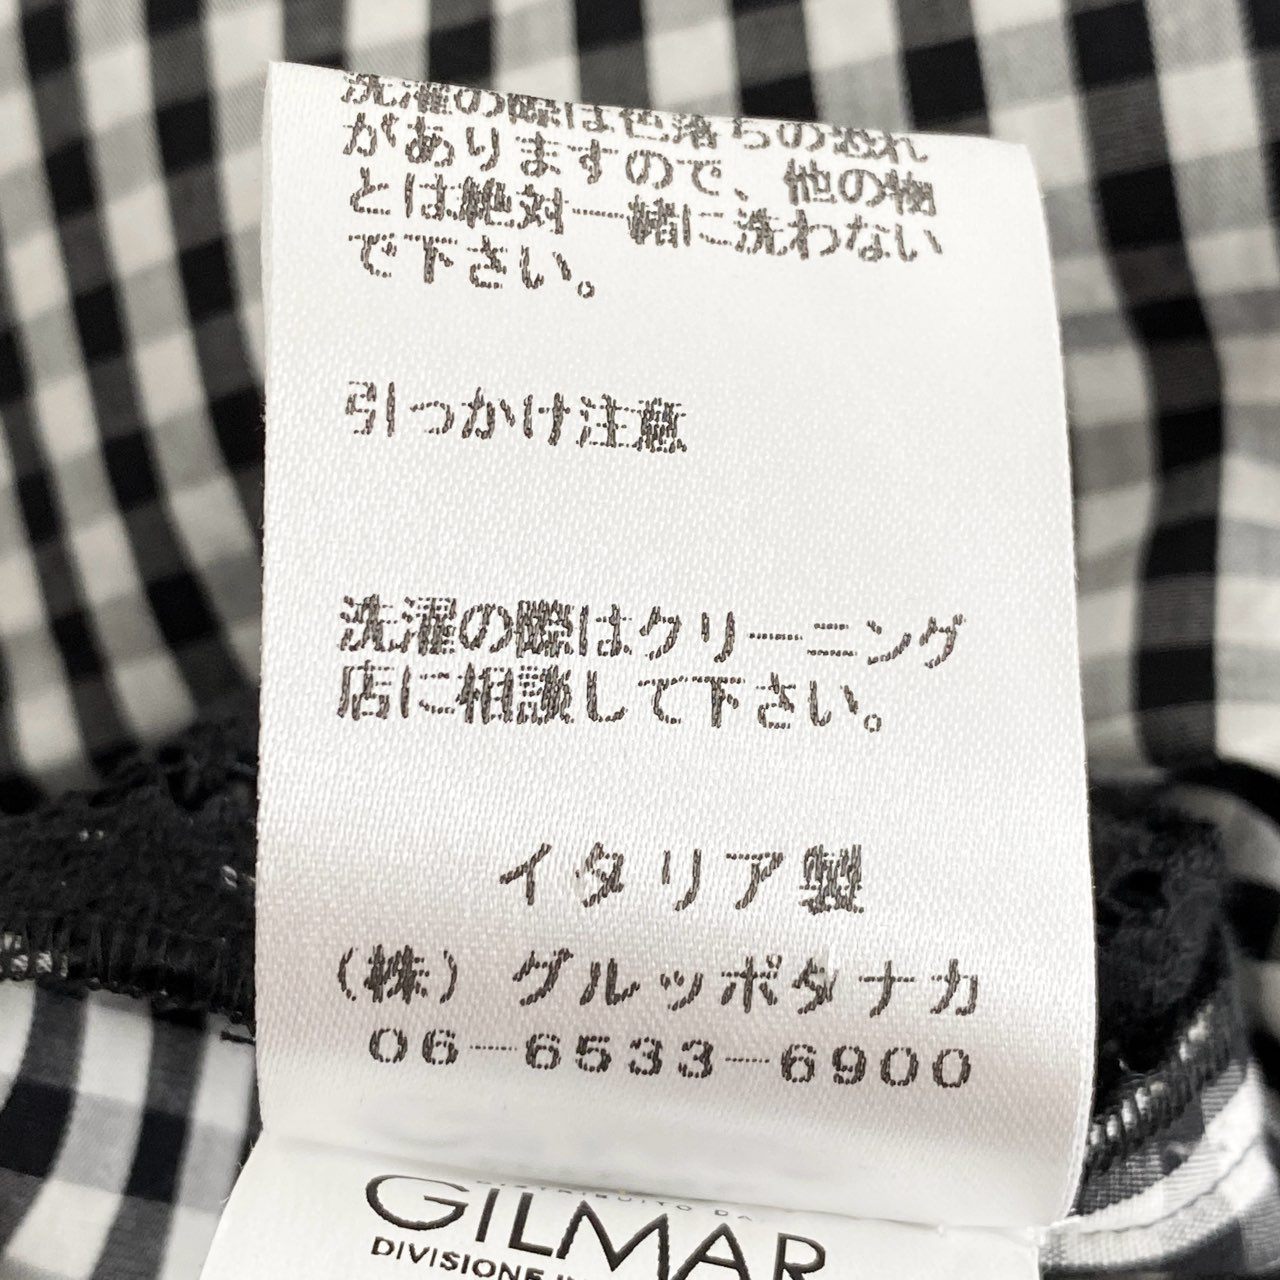 洗濯の際は色落ちの恐れ
がありますので、他の物
とは絶対一緒に洗わない
で下さい。
引っかけ注意
洗濯の際はクリーニング
店に相談して下さい。
イタリア製
(株) グルッポタナカ
06-6533-6900
DISTRIBUITO DA
GILMAR
DIVISIONE IN